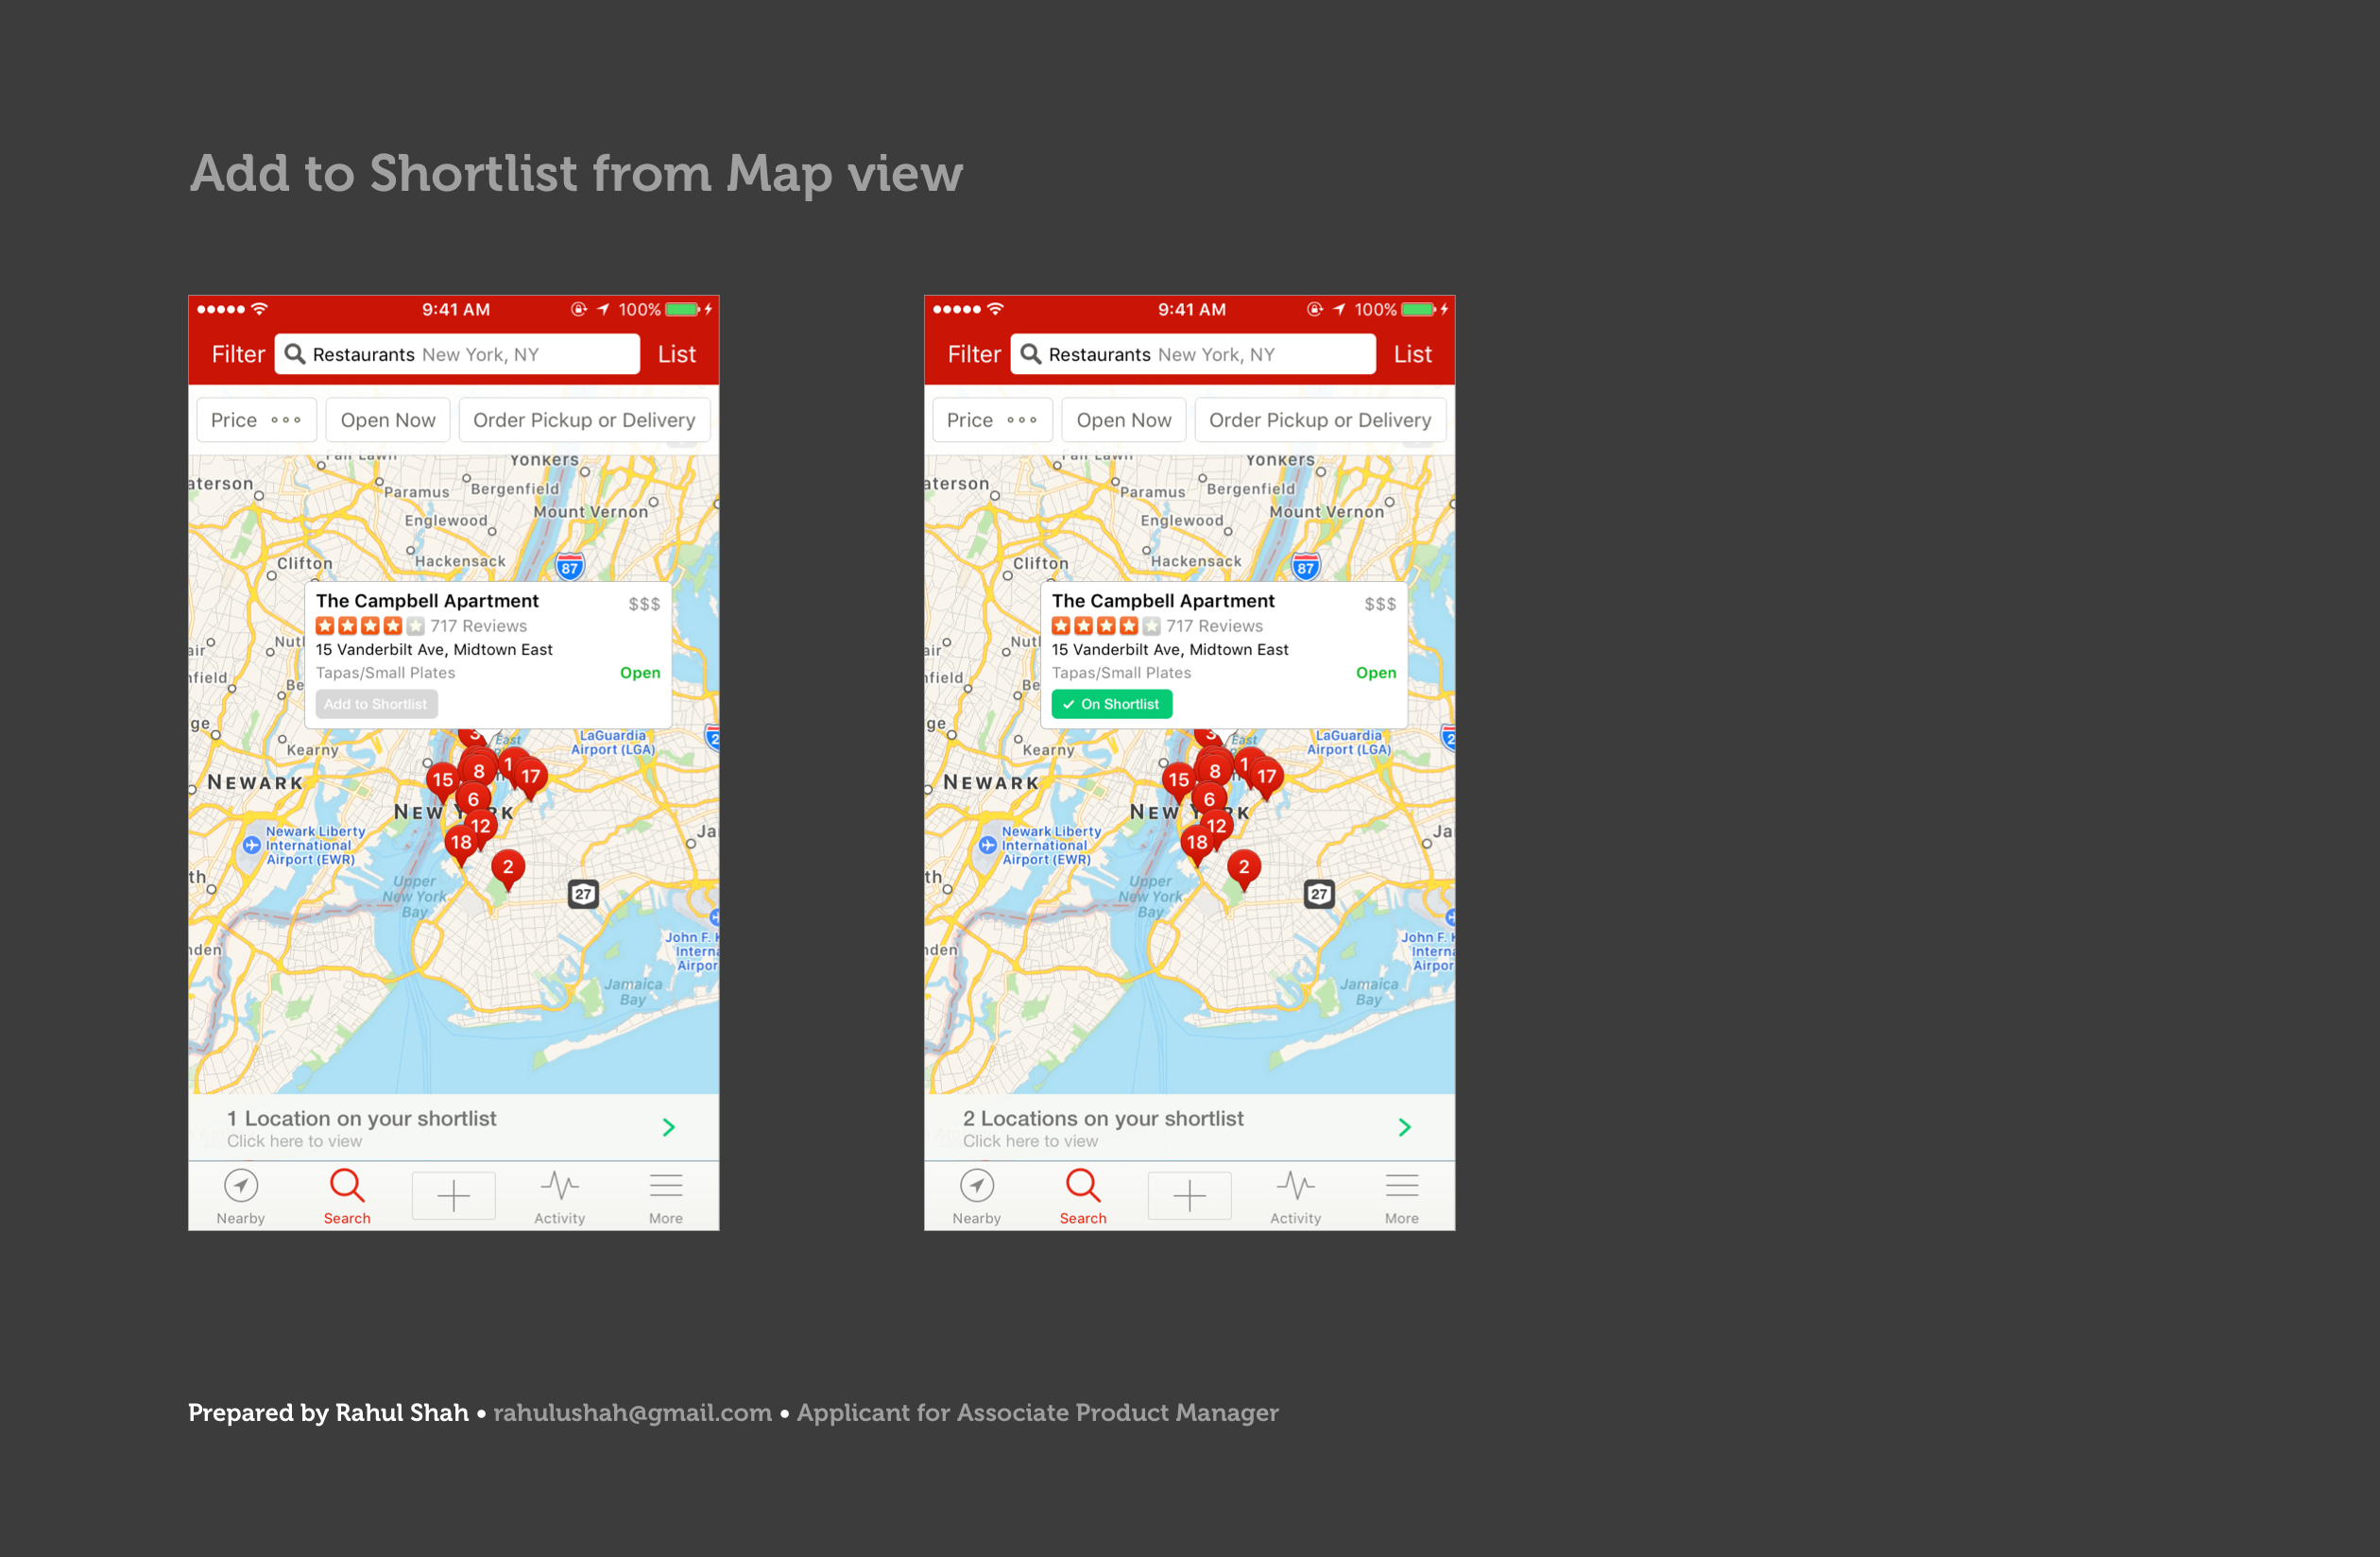 Add to Shortlist from Map view
9:41 AM
100%
Filter
Restaurants New York, NY
List
Price
Open Now
Order Pickup or Delivery
Yonkers
Paramus
Bergenfield
Mount Vernon
Englewood
Hackensack
Clifton
87
The Campbell Apartment
$$$
717 Reviews
15 Vanderbilt Ave, Midtown East
Tapas/Small Plates
Open
Add to Shortlist
Kearny
East
LaGuardia
Airport (LGA)
NEWARK
3
15
8
1
17
6
NEW YORK
12
18
2
Newark Liberty
International
Airport (EWR)
Upper
New York
Bay
27
John F.
Jamaica
Bay
1 Location on your shortlist
Click here to view
Nearby
Search
Activity
More
9:41 AM
100%
Filter
Restaurants New York, NY
List
Price
Open Now
Order Pickup or Delivery
Yonkers
Paramus
Bergenfield
Mount Vernon
Englewood
Hackensack
Clifton
87
The Campbell Apartment
$$$
717 Reviews
15 Vanderbilt Ave, Midtown East
Tapas/Small Plates
Open
On Shortlist
Kearny
East
LaGuardia
Airport (LGA)
NEWARK
3
15
8
1
17
6
NEW YORK
12
18
2
Newark Liberty
International
Airport (EWR)
Upper
New York
Bay
27
John F.
Jamaica
Bay
2 Locations on your shortlist
Click here to view
Nearby
Search
Activity
More
Prepared by Rahul Shah • rahulushah@gmail.com • Applicant for Associate Product Manager